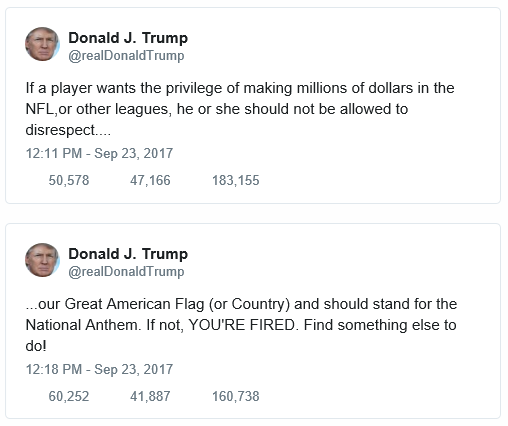 Donald J. Trump
@realDonaldTrump
If a player wants the privilege of making millions of dollars in the
NFL,or other leagues, he or she should not be allowed to
disrespect....
12:11 PM - Sep 23, 2017
50,578 47,166 183,155
Donald J. Trump
@realDonaldTrump
...our Great American Flag (or Country) and should stand for the
National Anthem. If not, YOU'RE FIRED. Find something else to
do!
12:18 PM - Sep 23, 2017
60,252 41,887 160,738